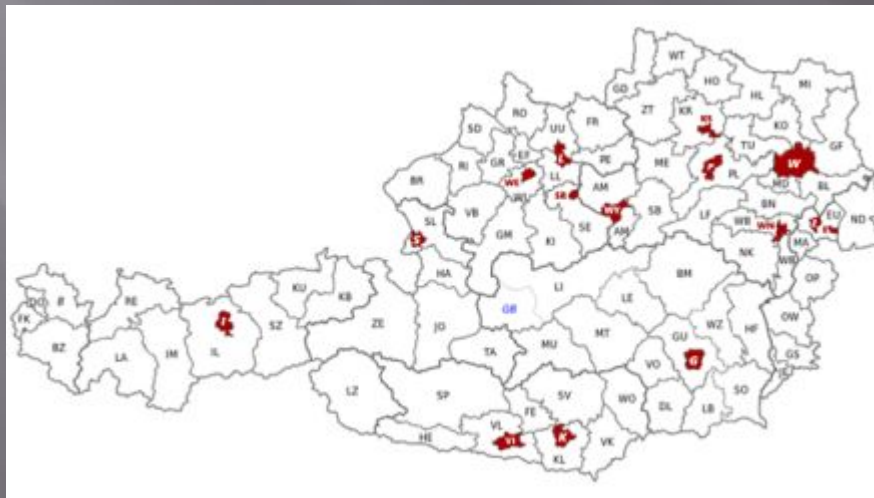 WT
GD
HO
MI
HL
ZT
KR
KS
RO
UU
FR
KO
GF
SD
TU
EF
GR
L
PE
ME
P
PL
W
RI
LL
WE
BR
MD
BL
AM
SR
BN
SB
LF
WY
VB
SL
GM
KI
SE
AM
WB
WN
EU
ND
MA
S
NK
HA
OP
BM
LI
KU
KB
RE
DO
B
FK
GB
LE
OW
SZ
ZE
JO
MT
WZ
HF
GU
I
IL
BZ
LA
IM
TA
MU
VO
G
GS
LZ
SP
SV
WO
SO
DL
LB
FE
VL
HE
VI
K
VK
KL